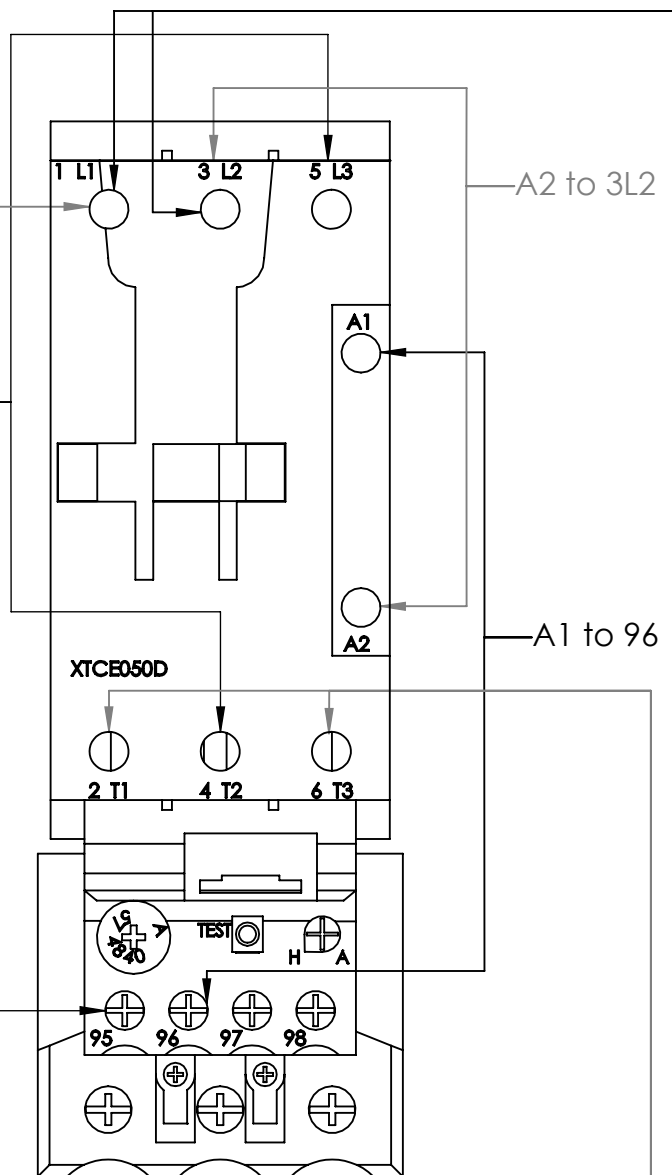 1 L1 3 L2 5 L3
A2 to 3L2
A1
A2
A1 to 96
XTCE050D
2 T1 4 T2 6 T3
TEST
H A
A
95 96 97 98